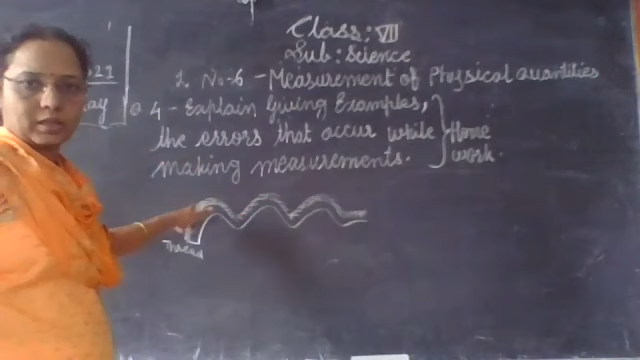 Class: VII
Sub: Science
L. No-6 - Measurement of Physical Quantities
Q 4 - Explain Giving Examples,
the errors that occur while
making measurements.
Home
work.
Thread